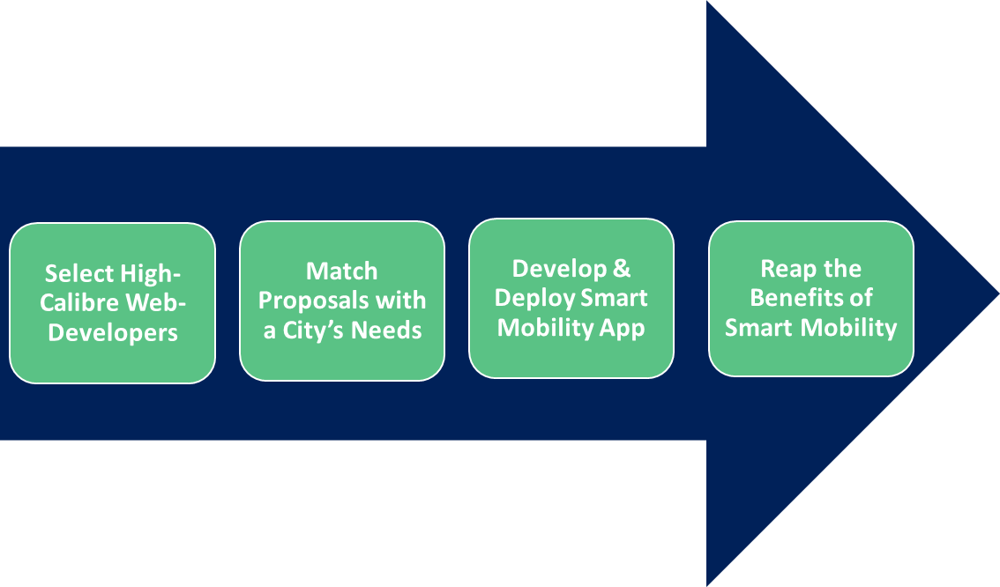 Select High-
Calibre Web-
Developers
Match
Proposals with
a City’s Needs
Develop &
Deploy Smart
Mobility App
Reap the
Benefits of
Smart Mobility